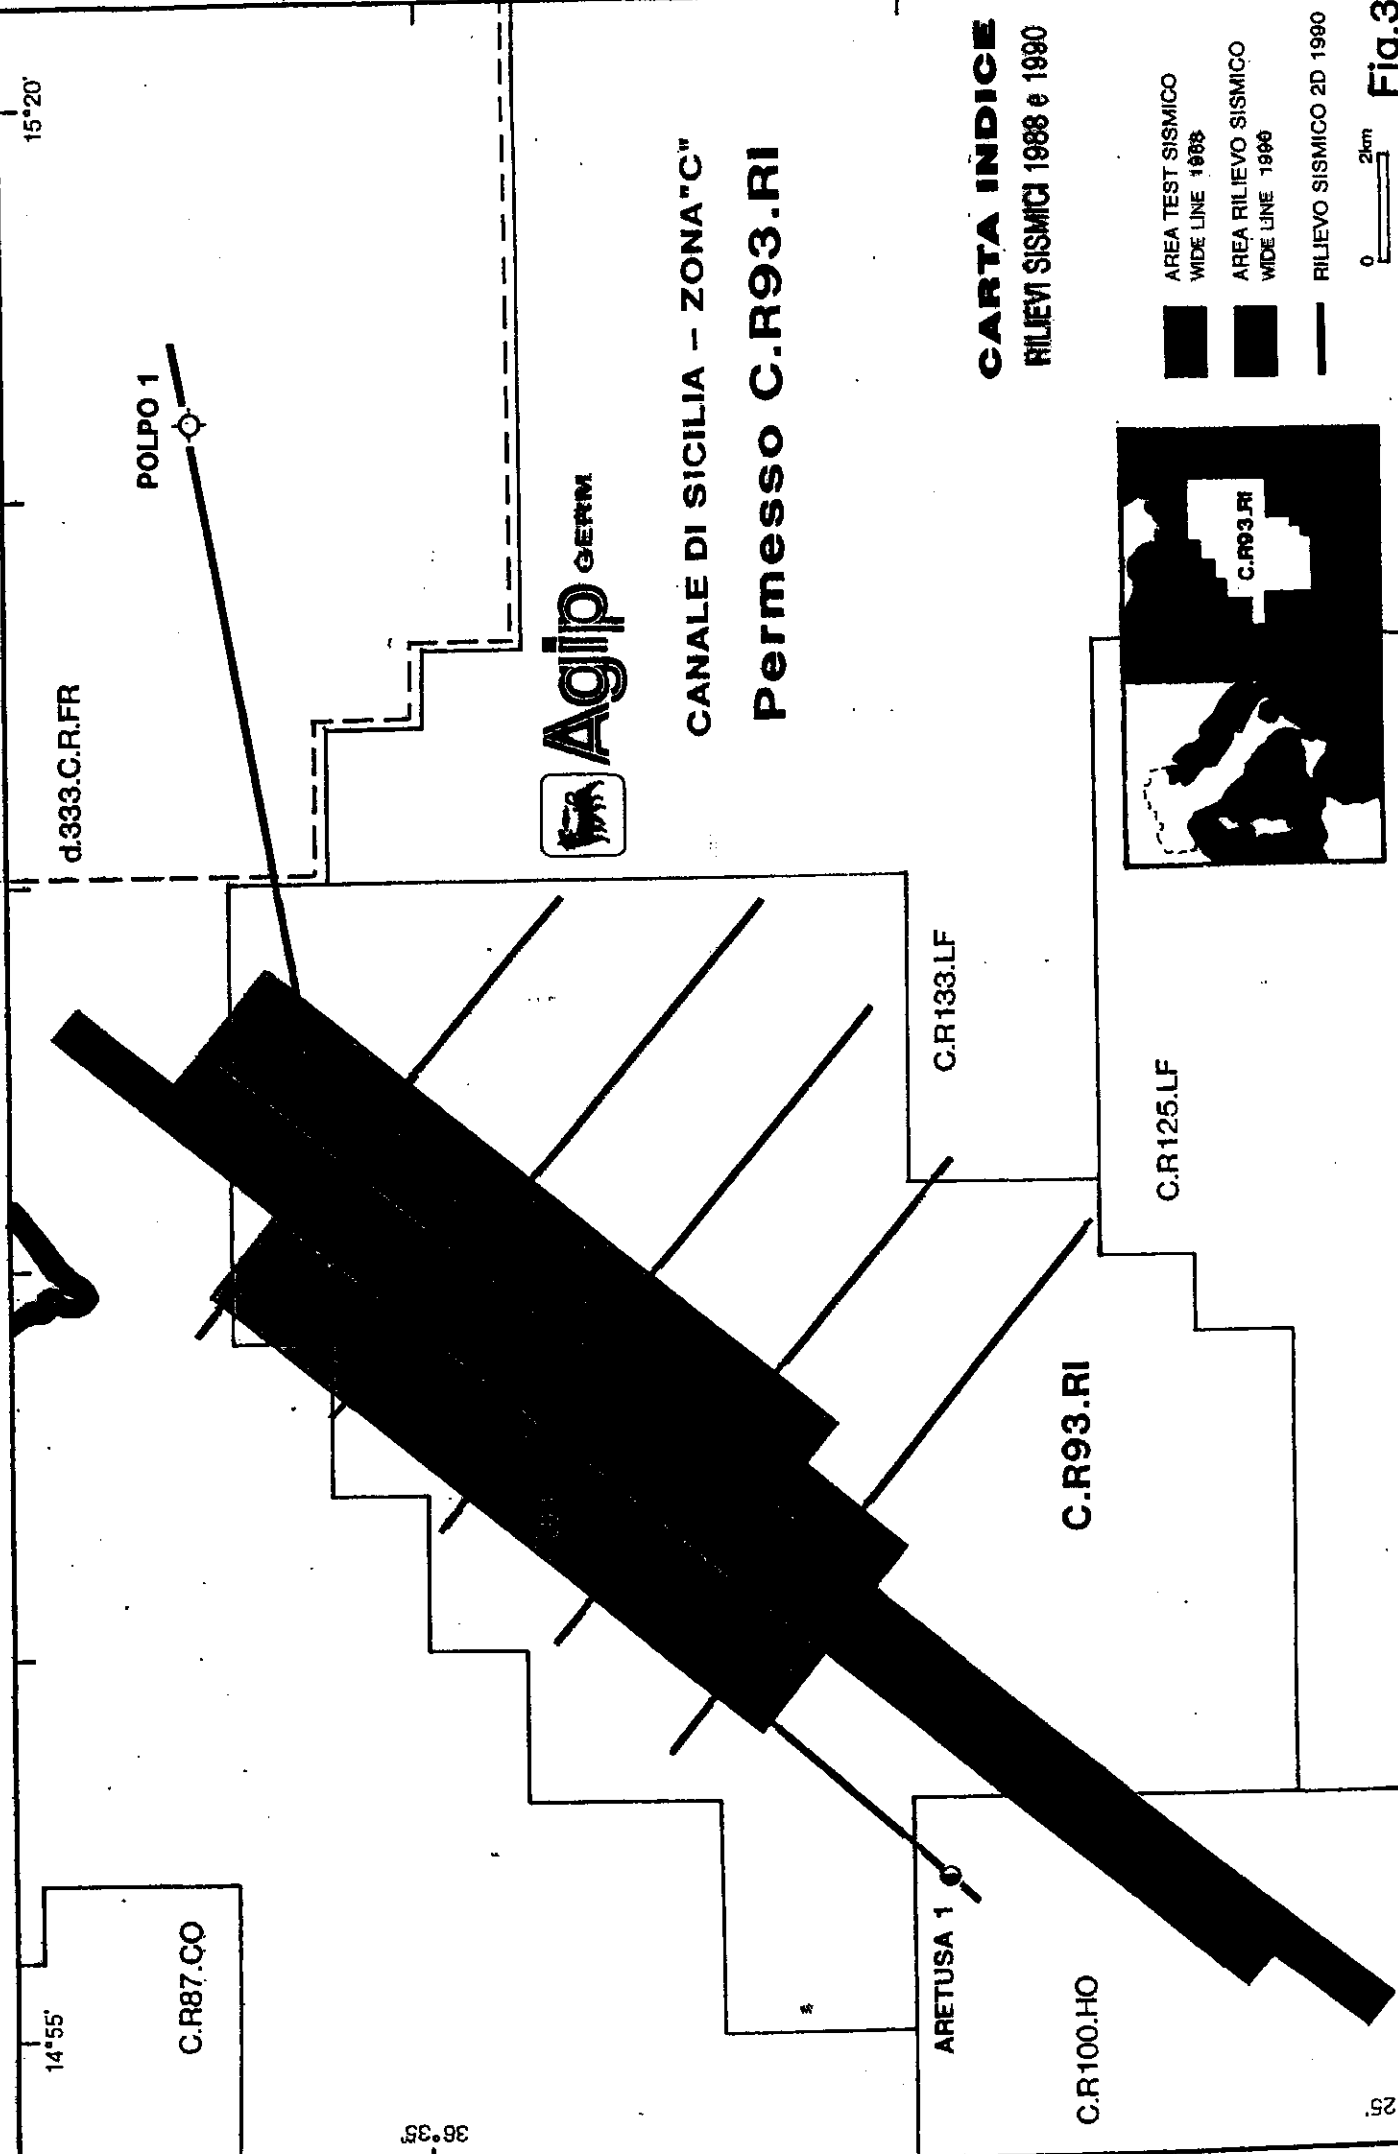 15°20'
14°55'
36°35'
25'
d.333.C.R.FR
POLPO 1
C.R87.CO
Agip GERM
CANALE DI SICILIA – ZONA "C"
Permesso C.R93.RI
C.R133.LF
C.R125.LF
C.R93.RI
ARETUSA 1
C.R100.HO
C.R93.RI
CARTA INDICE
RILIEVI SISMICI 1988 e 1990
AREA TEST SISMICO
WIDE LINE 1988
AREA RILIEVO SISMICO
WIDE LINE 1990
RILIEVO SISMICO 2D 1990
0 2km
Fig.3